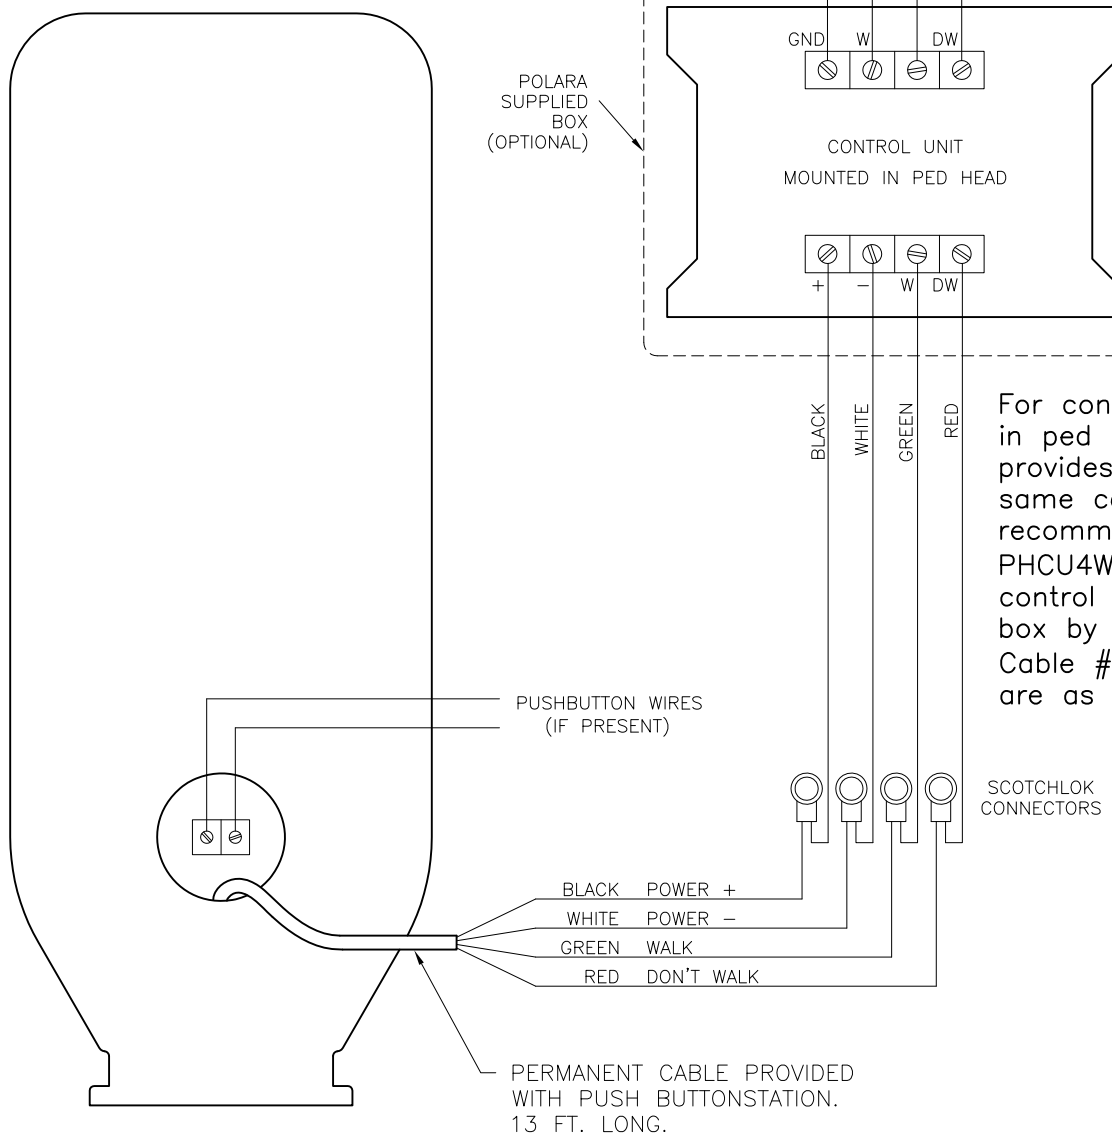 GND W DW
POLARA
SUPPLIED
BOX
(OPTIONAL)
CONTROL UNIT
MOUNTED IN PED HEAD
+ − W DW
BLACK
WHITE
GREEN
RED
For con
in ped
provides
same c
recomm
PHCU4W
control
box by
Cable #
are as
PUSHBUTTON WIRES
(IF PRESENT)
SCOTCHLOK
CONNECTORS
BLACK POWER +
WHITE POWER −
GREEN WALK
RED DON'T WALK
PERMANENT CABLE PROVIDED
WITH PUSH BUTTONSTATION.
13 FT. LONG.